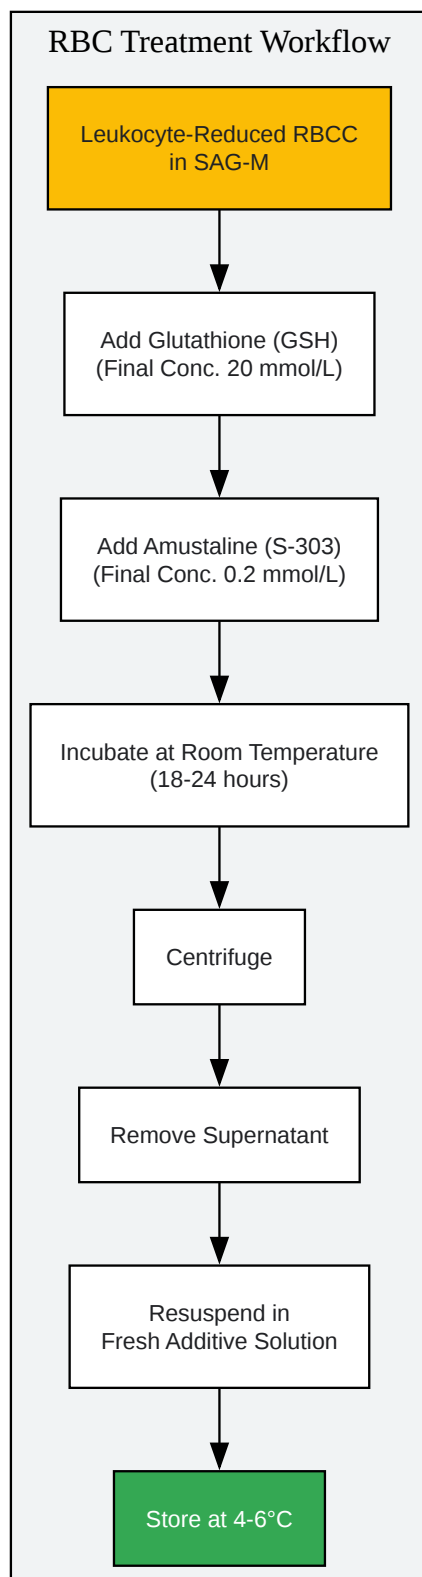 RBC Treatment Workflow
Leukocyte-Reduced RBCC
in SAG-M
Add Glutathione (GSH)
(Final Conc. 20 mmol/L)
Add Amustaline (S-303)
(Final Conc. 0.2 mmol/L)
Incubate at Room Temperature
(18-24 hours)
Centrifuge
Remove Supernatant
Resuspend in
Fresh Additive Solution
Store at 4-6°C